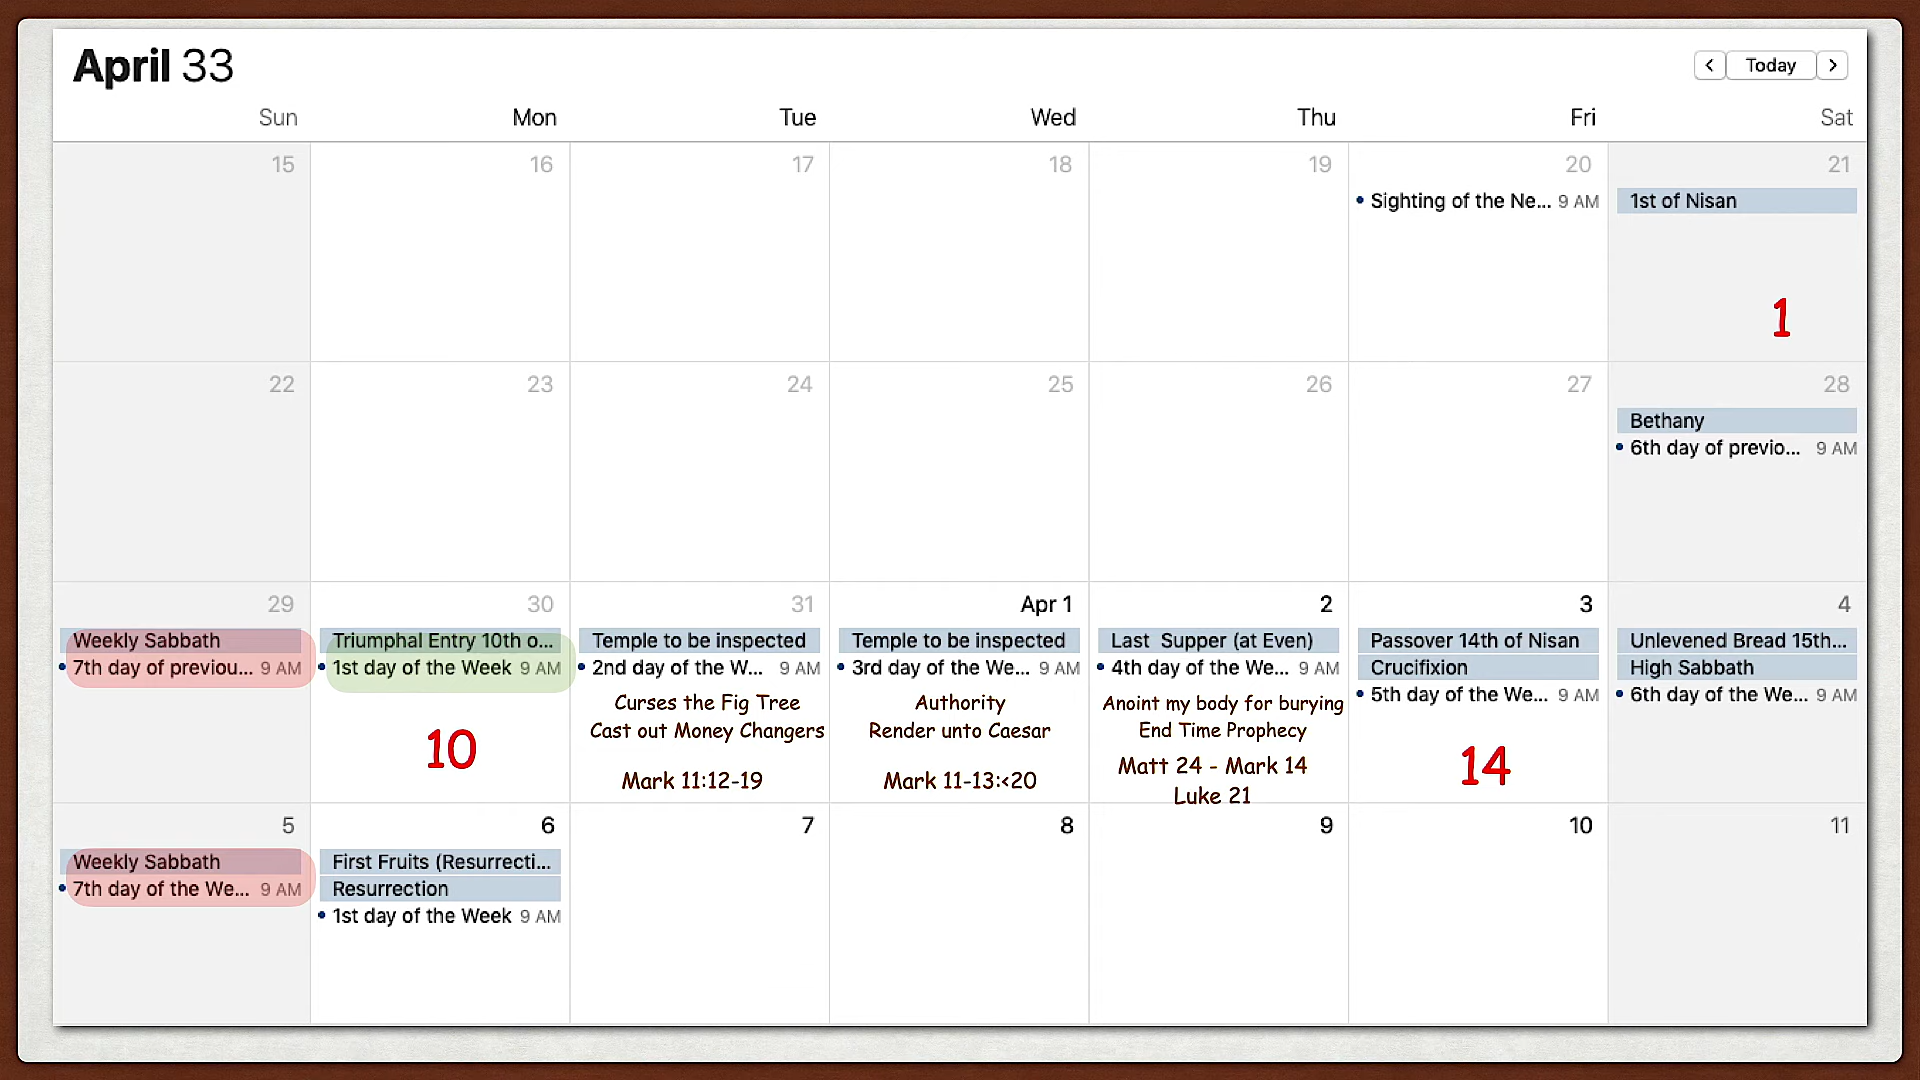 April 33
< Today >
Sun Mon Tue Wed Thu Fri Sat
15 16 17 18 19 20 21
• Sighting of the Ne... 9 AM
1st of Nisan
1
22 23 24 25 26 27 28
Bethany
• 6th day of previo... 9 AM
29
Weekly Sabbath
• 7th day of previou... 9 AM
30
Triumphal Entry 10th o...
• 1st day of the Week 9 AM
10
31
Temple to be inspected
• 2nd day of the W... 9 AM
Curses the Fig Tree
Cast out Money Changers
Mark 11:12-19
Apr 1
Temple to be inspected
• 3rd day of the We... 9 AM
Authority
Render unto Caesar
Mark 11-13:<20
2
Last Supper (at Even)
• 4th day of the We... 9 AM
Anoint my body for burying
End Time Prophecy
Matt 24 - Mark 14
Luke 21
3
Passover 14th of Nisan
Crucifixion
• 5th day of the We... 9 AM
14
4
Unlevened Bread 15th...
High Sabbath
• 6th day of the We... 9 AM
5
Weekly Sabbath
• 7th day of the We... 9 AM
6
First Fruits (Resurrecti...
Resurrection
• 1st day of the Week 9 AM
7 8 9 10 11